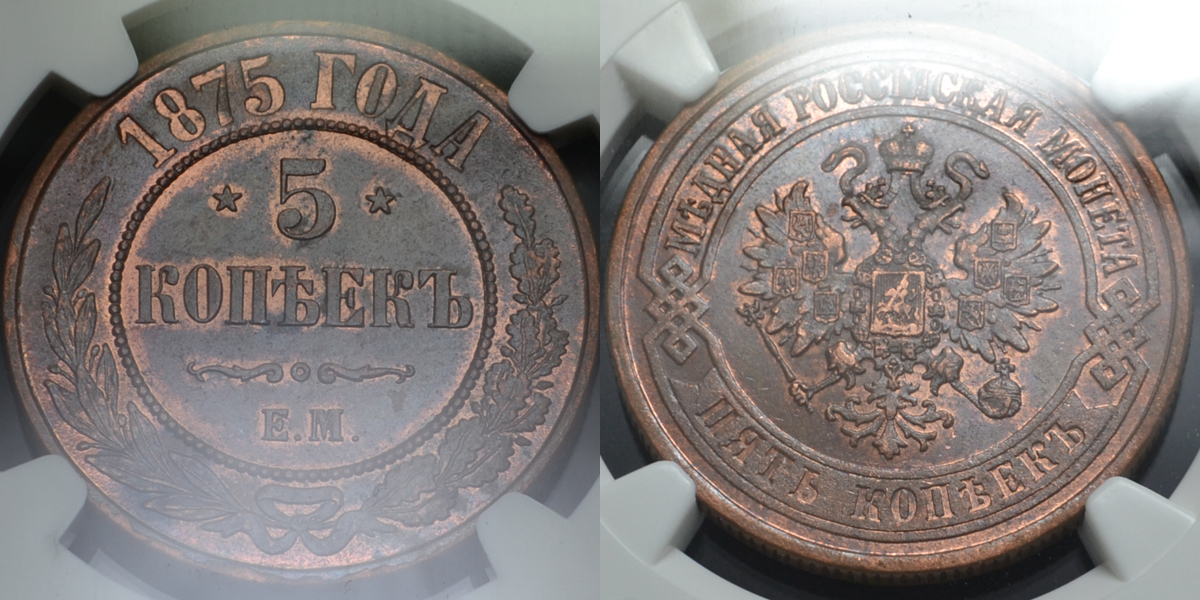 1875 ГОДА
5
КОПѢЕКЪ
Е.М.
МѢДНАЯ РОССІЙСКАЯ МОНЕТА
ПЯТЬ КОПѢЕКЪ